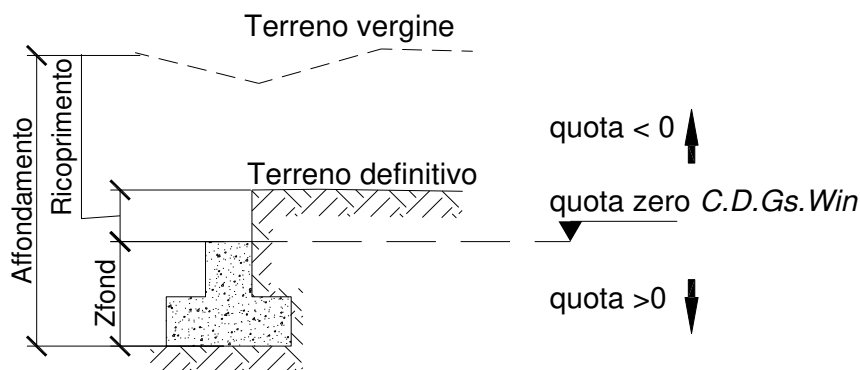 Terreno vergine
Affondamento
Ricoprimento
quota < 0
Terreno definitivo
quota zero C.D.Gs.Win
Zfond
quota >0